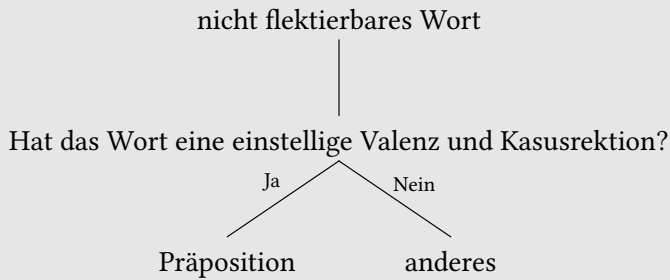 nicht flektierbares Wort
Hat das Wort eine einstellige Valenz und Kasusrektion?
Ja
Nein
Präposition
anderes